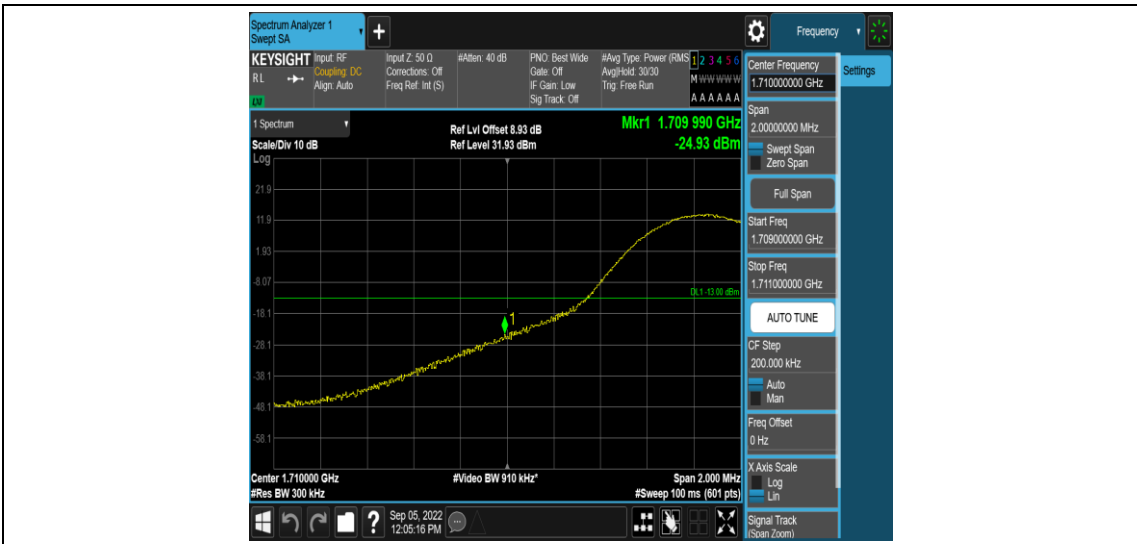 Spectrum Analyzer 1
Swept SA
Frequency
KEYSIGHT
RL
LXI
Input: RF
Coupling: DC
Align: Auto
Input Z: 50 Ω
Corrections: Off
Freq Ref: Int (S)
#Atten: 40 dB
PNO: Best Wide
Gate: Off
IF Gain: Low
Sig Track: Off
#Avg Type: Power (RMS
Avg|Hold: 30/30
Trig: Free Run
1 2 3 4 5 6
M W W W W W
A A A A A A
Center Frequency
1.710000000 GHz
Settings
Span
2.00000000 MHz
Swept Span
Zero Span
Full Span
Start Freq
1.709000000 GHz
Stop Freq
1.711000000 GHz
AUTO TUNE
CF Step
200.000 kHz
Auto
Man
Freq Offset
0 Hz
X Axis Scale
Log
Lin
Signal Track
(Span Zoom)
1 Spectrum
Scale/Div 10 dB
Log
Ref Lvl Offset 8.93 dB
Ref Level 31.93 dBm
Mkr1 1.709 990 GHz
-24.93 dBm
21.9
11.9
1.93
-8.07
DL1 -13.00 dBm
-18.1
1
-28.1
-38.1
-48.1
-58.1
Center 1.710000 GHz
#Video BW 910 kHz*
Span 2.000 MHz
#Res BW 300 kHz
#Sweep 100 ms (601 pts)
?
Sep 05, 2022
12:05:16 PM